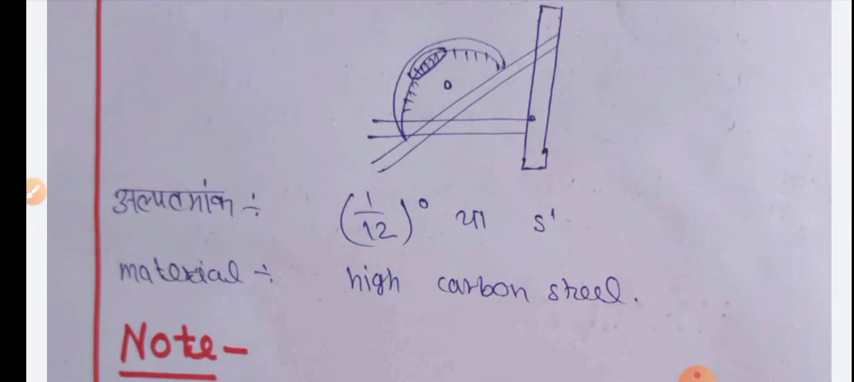 अल्पतमांक ÷ (1/12)° या 5'
material ÷ high carbon steel.
Note -